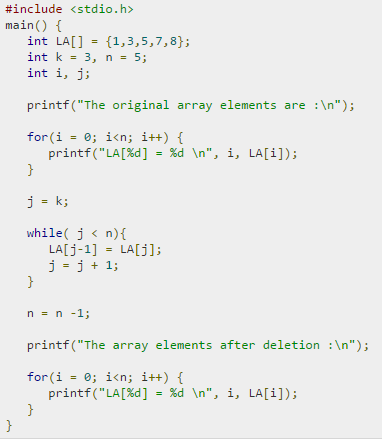 #include <stdio.h>
main() {
   int LA[] = {1,3,5,7,8};
   int k = 3, n = 5;
   int i, j;
   printf("The original array elements are :\n");
   for(i = 0; i<n; i++) {
      printf("LA[%d] = %d \n", i, LA[i]);
   }
   j = k;
   while( j < n){
      LA[j-1] = LA[j];
      j = j + 1;
   }
   n = n -1;
   printf("The array elements after deletion :\n");
   for(i = 0; i<n; i++) {
      printf("LA[%d] = %d \n", i, LA[i]);
   }
}